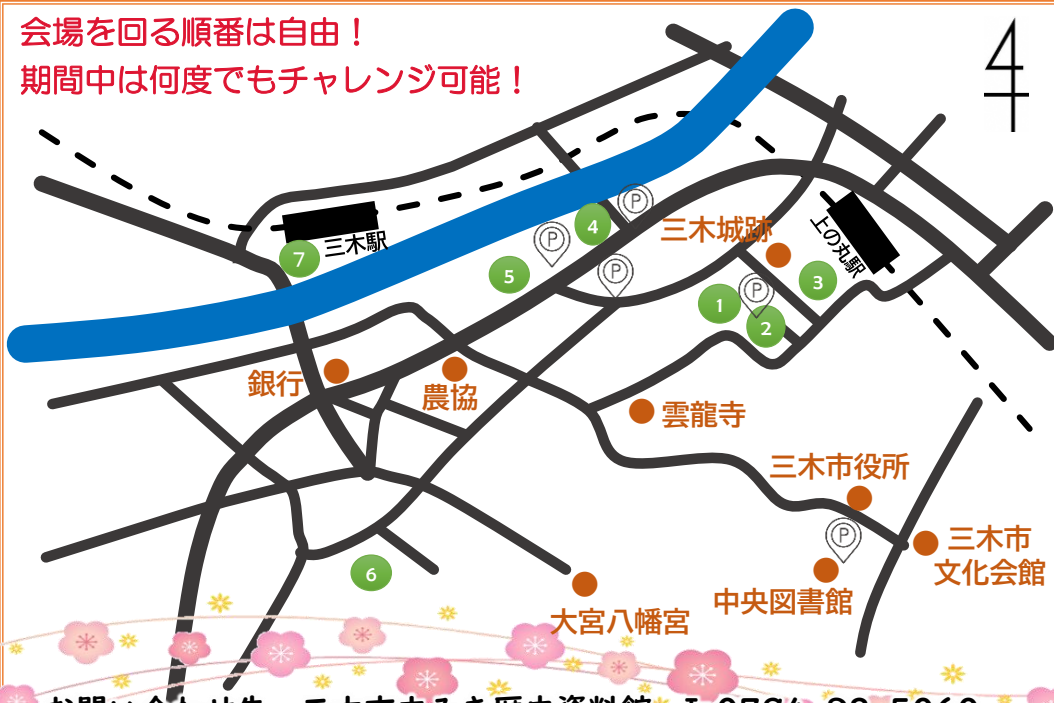 会場を回る順番は自由！
期間中は何度でもチャレンジ可能！
P
4
三木城跡
上の丸駅
三木駅
7
P
5
P
3
P
1
2
銀行
農協
雲龍寺
三木市役所
P
三木市
文化会館
6
中央図書館
大宮八幡宮